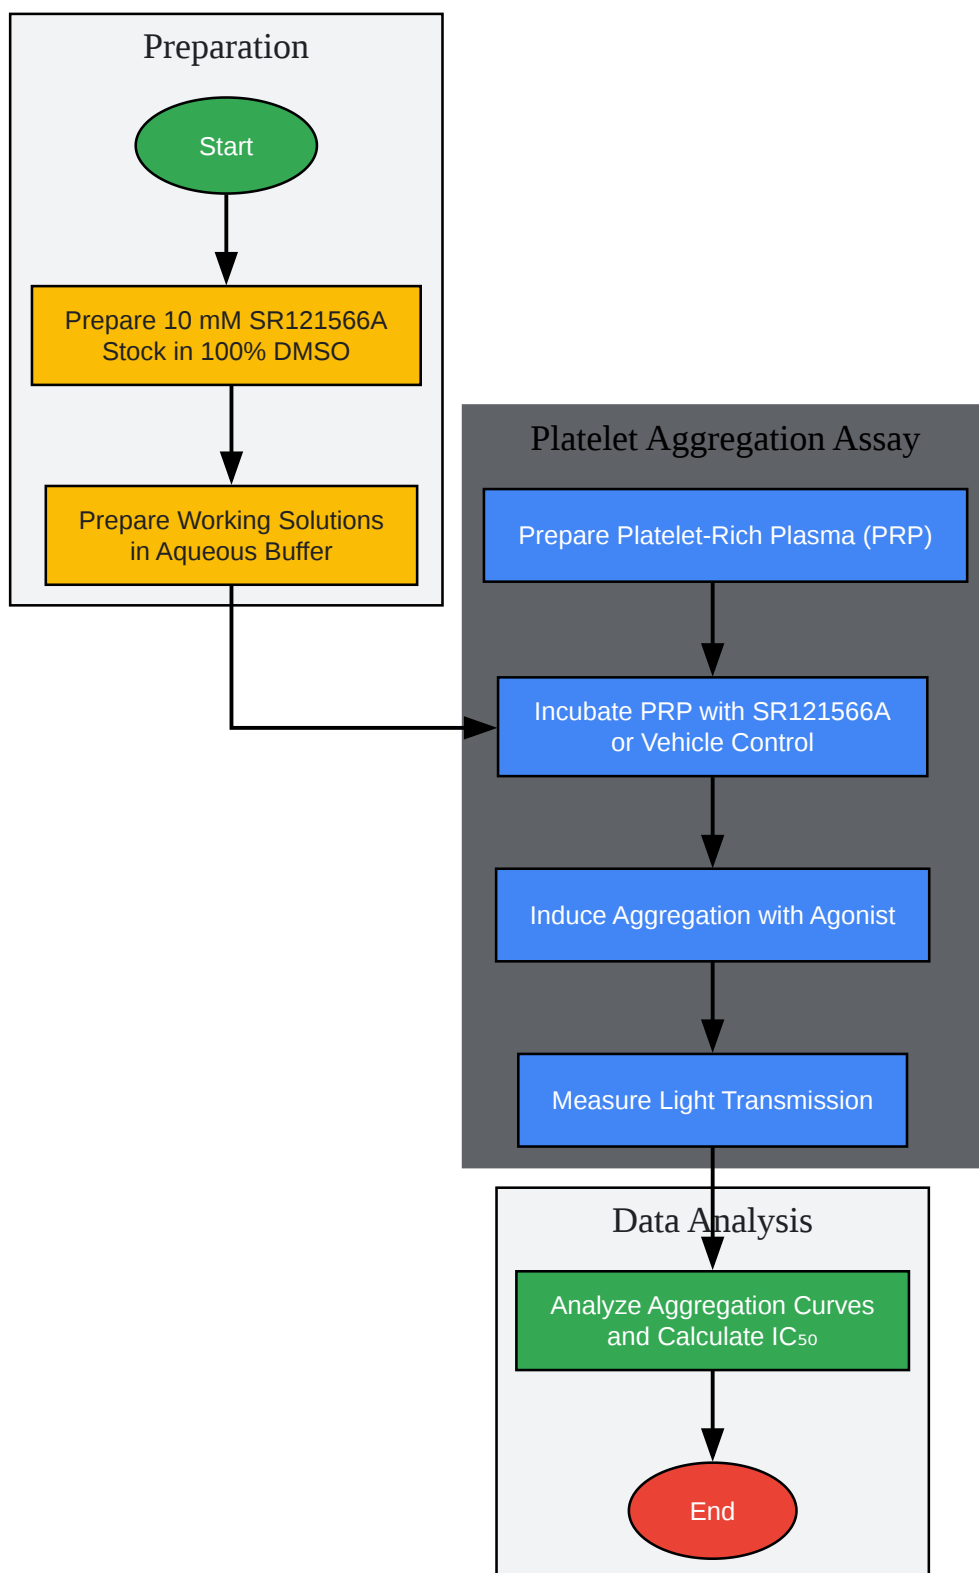 Preparation
Start
Prepare 10 mM SR121566A
Stock in 100% DMSO
Prepare Working Solutions
in Aqueous Buffer
Platelet Aggregation Assay
Prepare Platelet-Rich Plasma (PRP)
Incubate PRP with SR121566A
or Vehicle Control
Induce Aggregation with Agonist
Measure Light Transmission
Data Analysis
Analyze Aggregation Curves
and Calculate IC₅₀
End